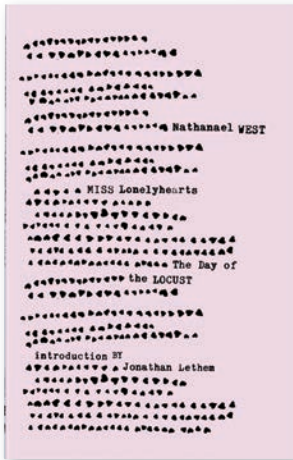 Nathanael WEST
MISS Lonelyhearts
The Day of
the LOCUST
introduction BY
Jonathan Lethem